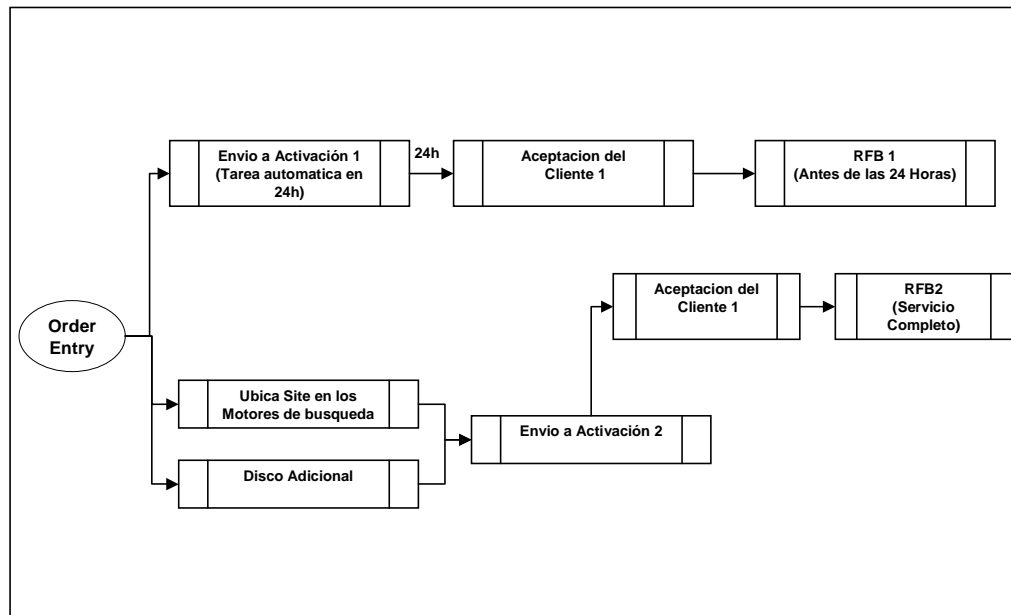 Envio a Activación 1
(Tarea automatica en
24h)
24h
Aceptacion del
Cliente 1
RFB 1
(Antes de las 24 Horas)
Order
Entry
Aceptacion del
Cliente 1
RFB2
(Servicio
Completo)
Ubica Site en los
Motores de busqueda
Envio a Activación 2
Disco Adicional